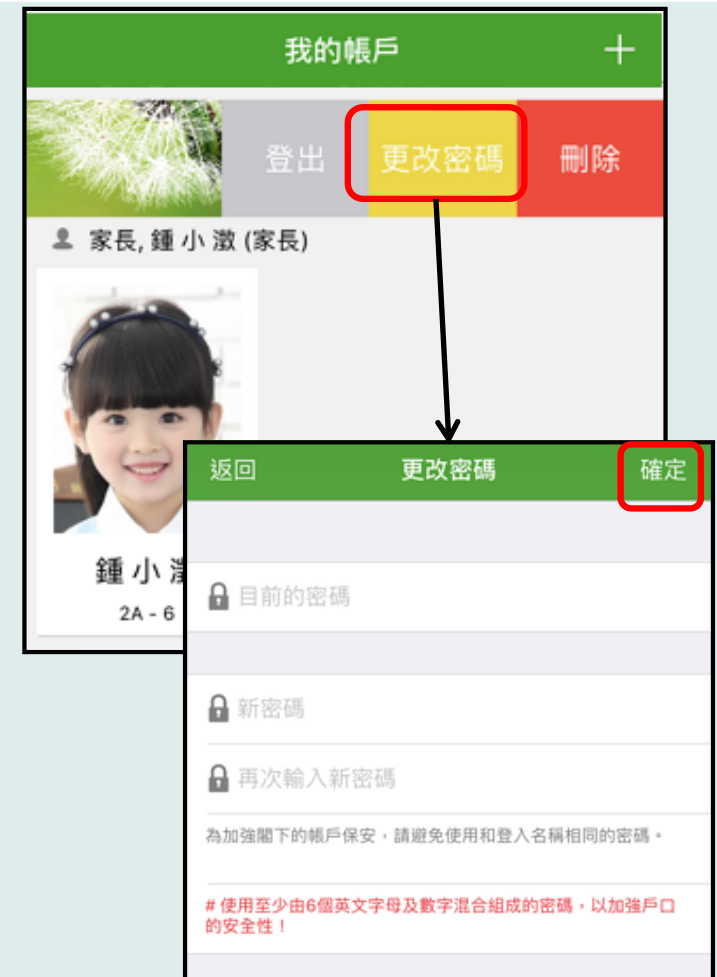 我的帳戶 +
登出 更改密碼 刪除
家長, 鍾 小 澂 (家長)
鍾 小
2A - 6
返回 更改密碼 確定
目前的密碼
新密碼
再次輸入新密碼
為加強閣下的帳戶保安，請避免使用和登入名稱相同的密碼。
# 使用至少由6個英文字母及數字混合組成的密碼，以加強戶口
的安全性！